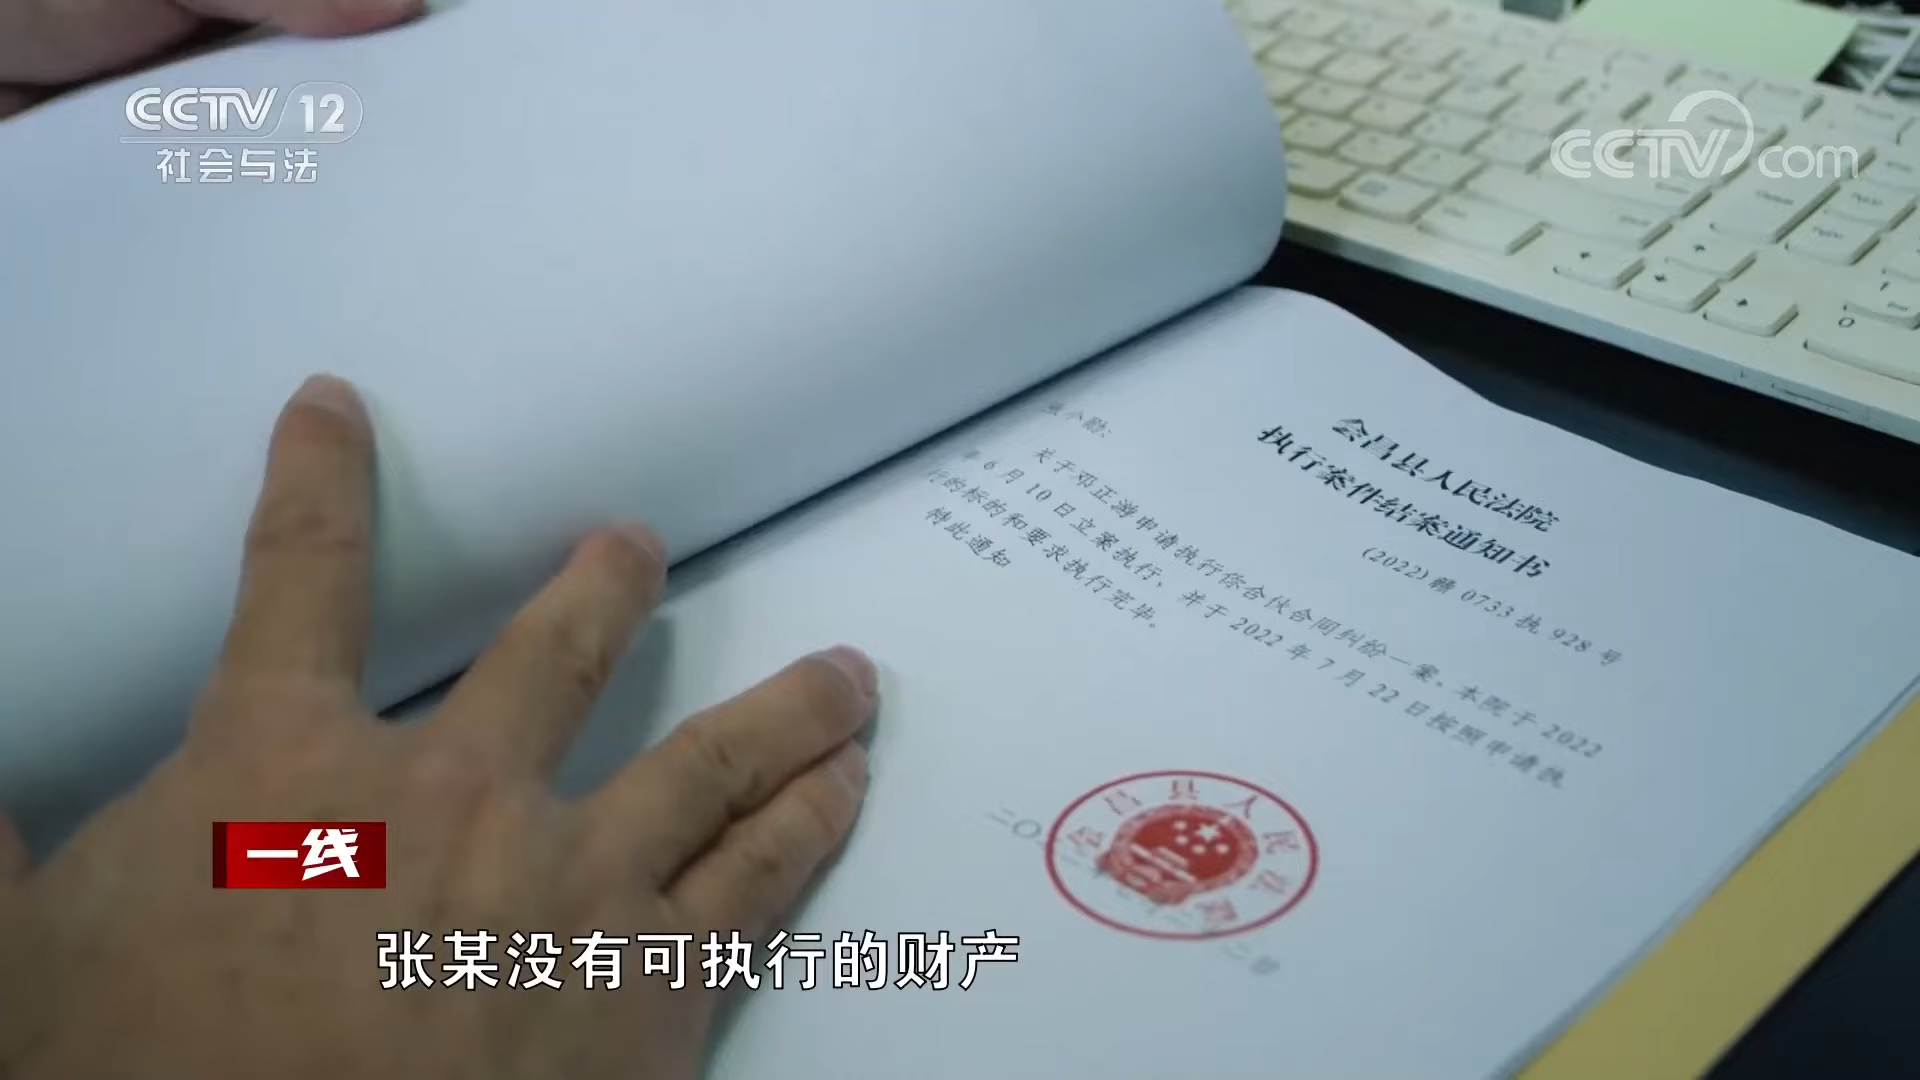 CCTV 12
社会与法
CCTV com
会昌县人民法院
执行案件结案通知书
(2022)赣 0733 执 928 号
张小勋:
关于邓正湖申请执行你合伙合同纠纷一案，本院于 2022
年 6 月 10 日立案执行，并于 2022 年 7 月 22 日按照申请执
行的标的和要求执行完毕。
特此通知
一线
张某没有可执行的财产